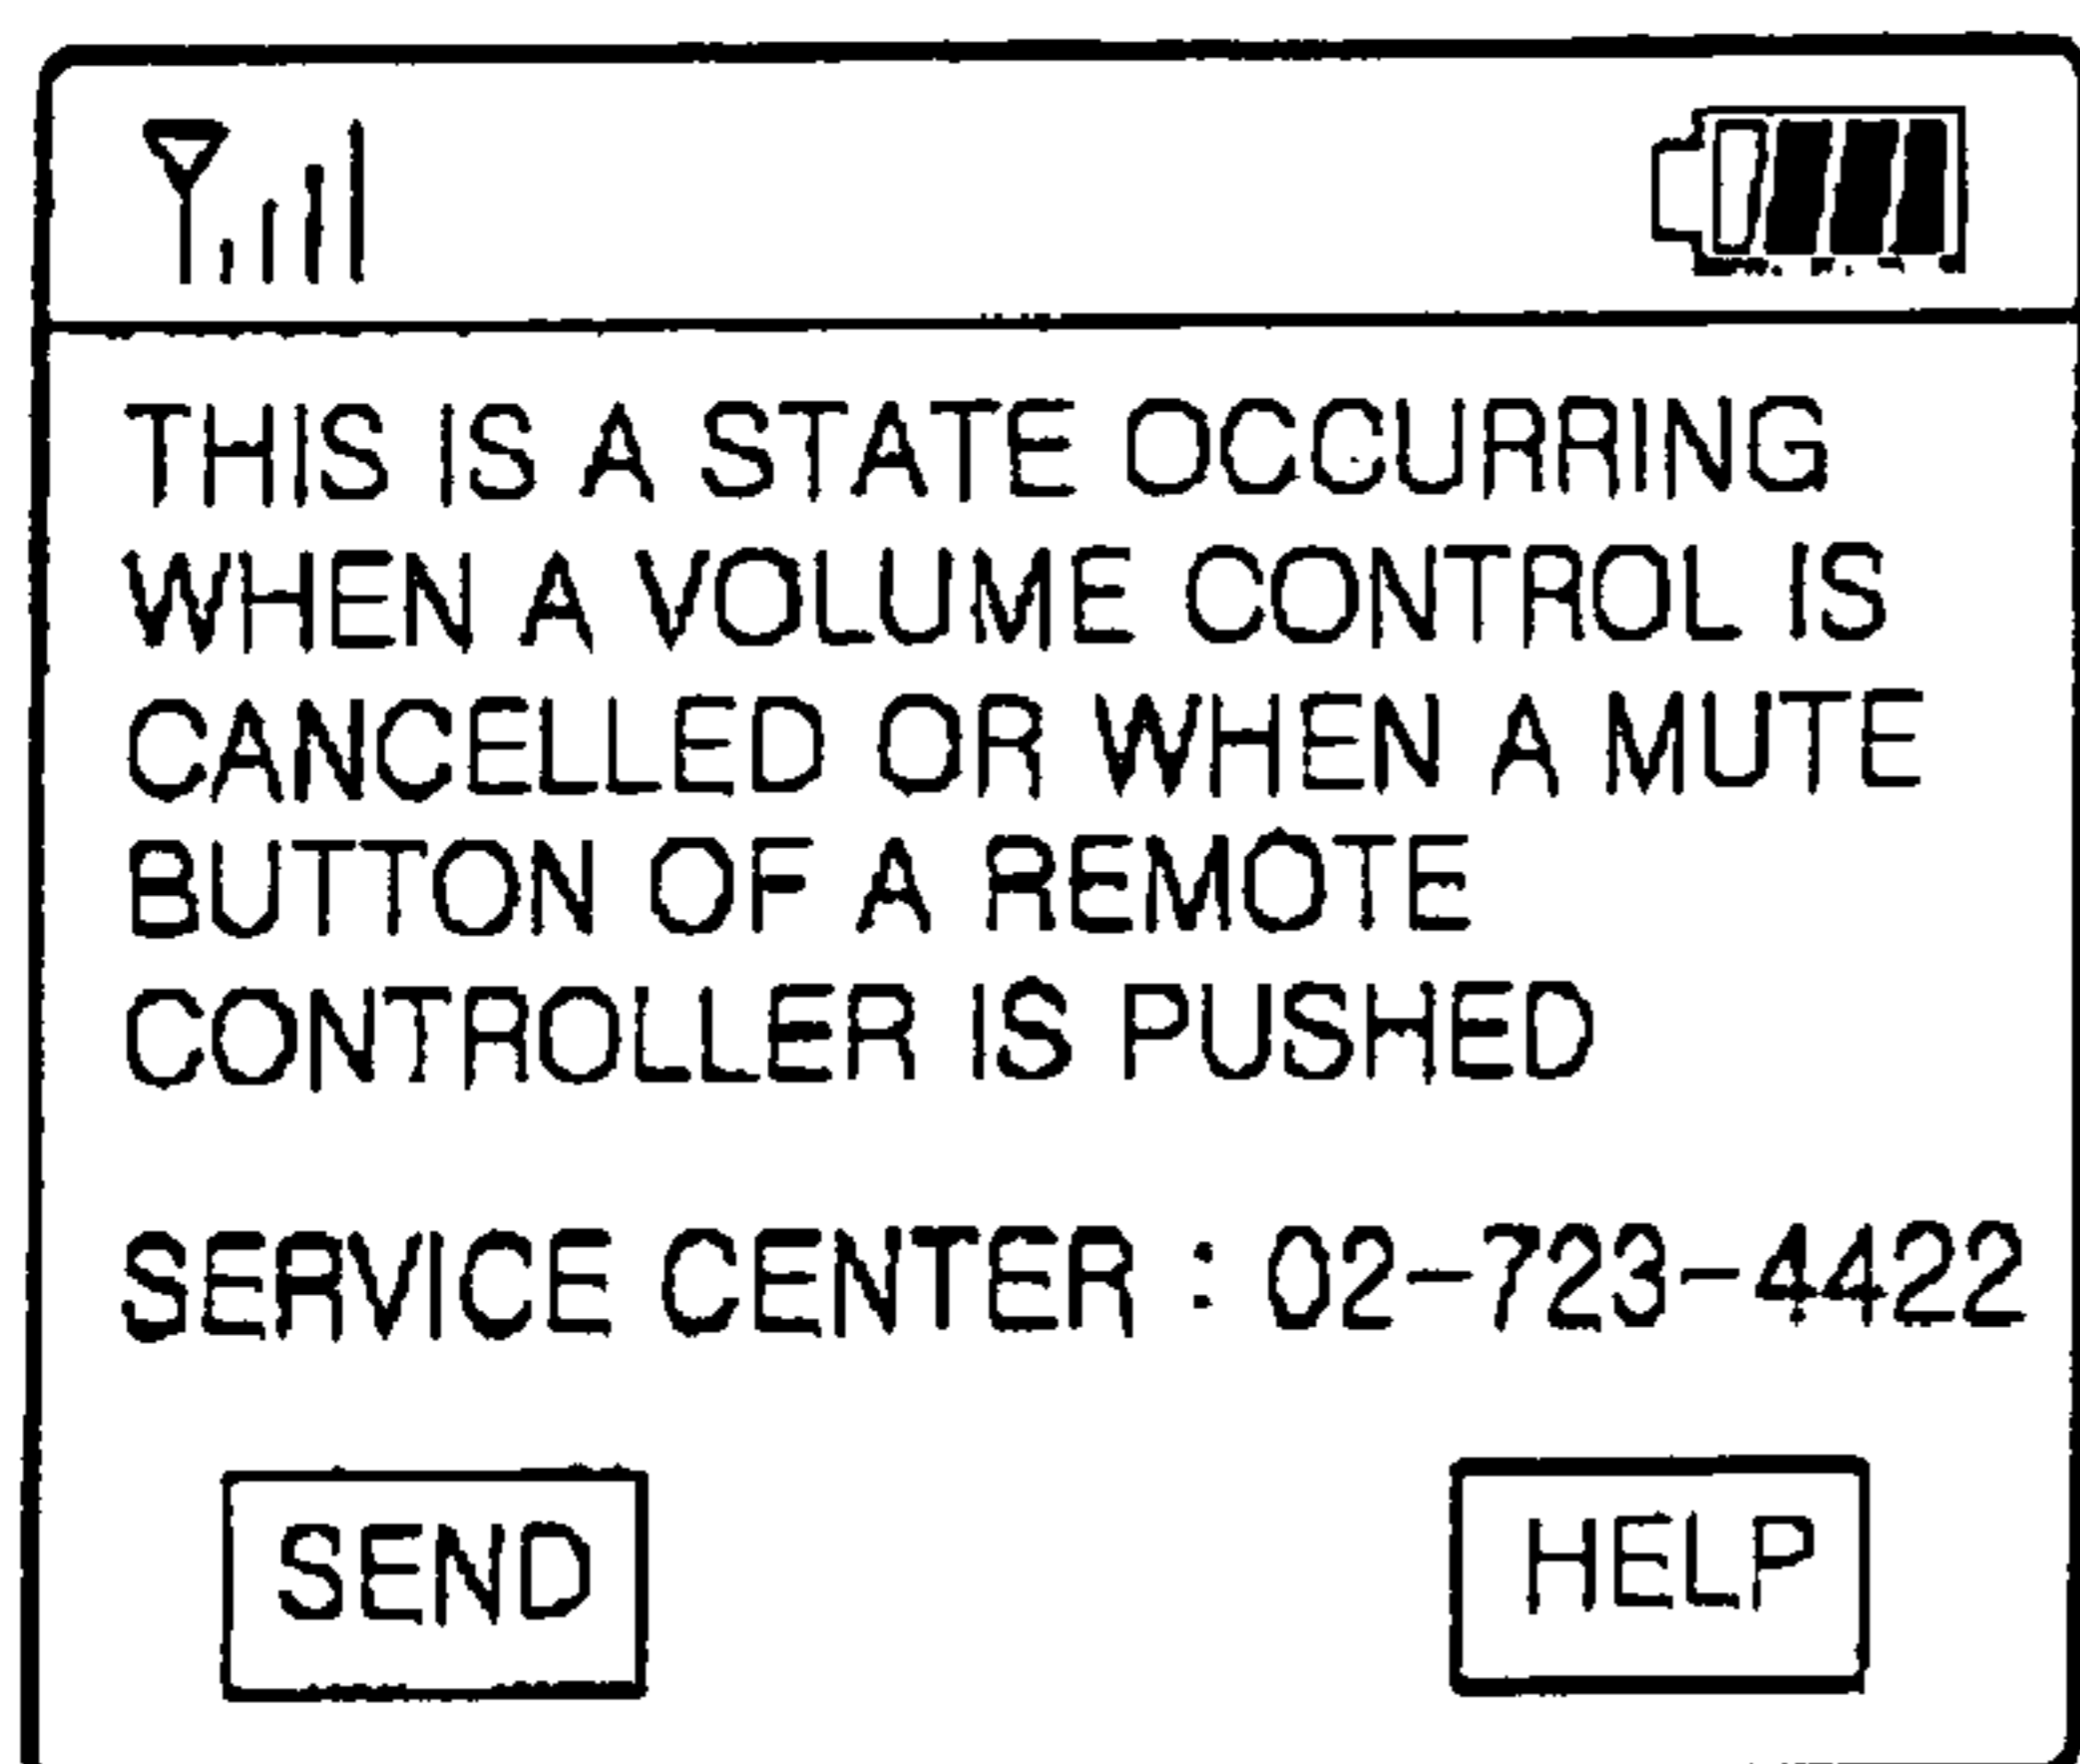 THIS IS A STATE OCCURRING
WHEN A VOLUME CONTROL IS
CANCELLED OR WHEN A MUTE
BUTTON OF A REMOTE
CONTROLLER IS PUSHED
SERVICE CENTER : 02-723-4422
SEND HELP